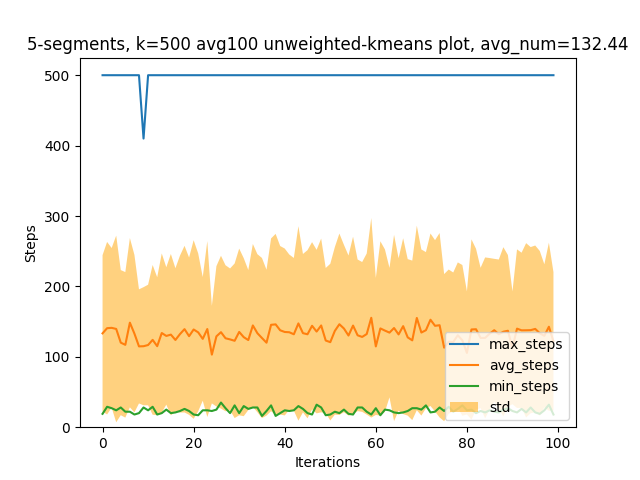 5-segments, k=500 avg100 unweighted-kmeans plot, avg_num=132.44
500
400
300
200
100
0
Steps
max_steps
avg_steps
min_steps
std
0 20 40 60 80 100
Iterations